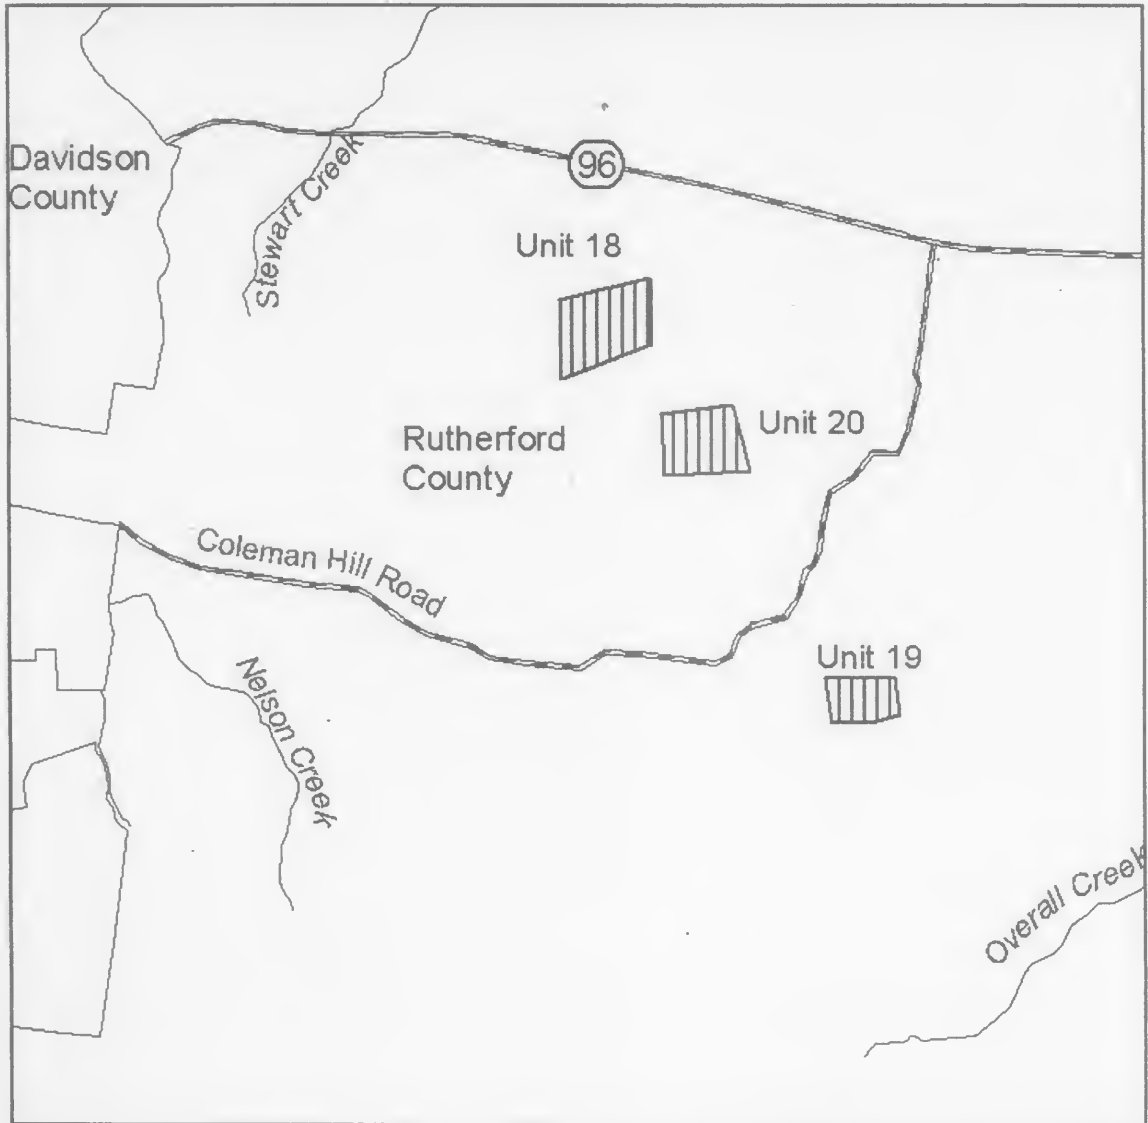 Davidson
County
96
Stewart Creek
Unit 18
Unit 20
Rutherford
County
Coleman Hill Road
Unit 19
Nelson Creek
Overall Creek